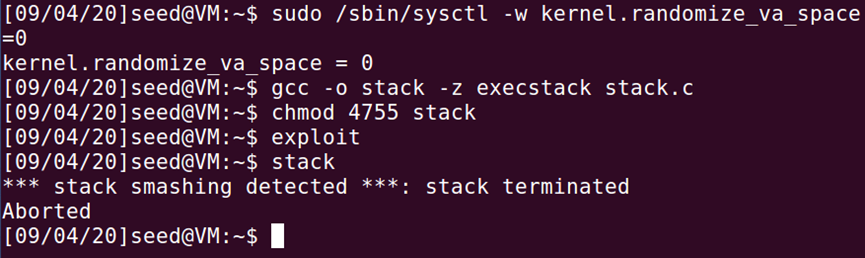 [09/04/20]seed@VM:~$ sudo /sbin/sysctl -w kernel.randomize_va_space
=0
kernel.randomize_va_space = 0
[09/04/20]seed@VM:~$ gcc -o stack -z execstack stack.c
[09/04/20]seed@VM:~$ chmod 4755 stack
[09/04/20]seed@VM:~$ exploit
[09/04/20]seed@VM:~$ stack
*** stack smashing detected ***: stack terminated
Aborted
[09/04/20]seed@VM:~$